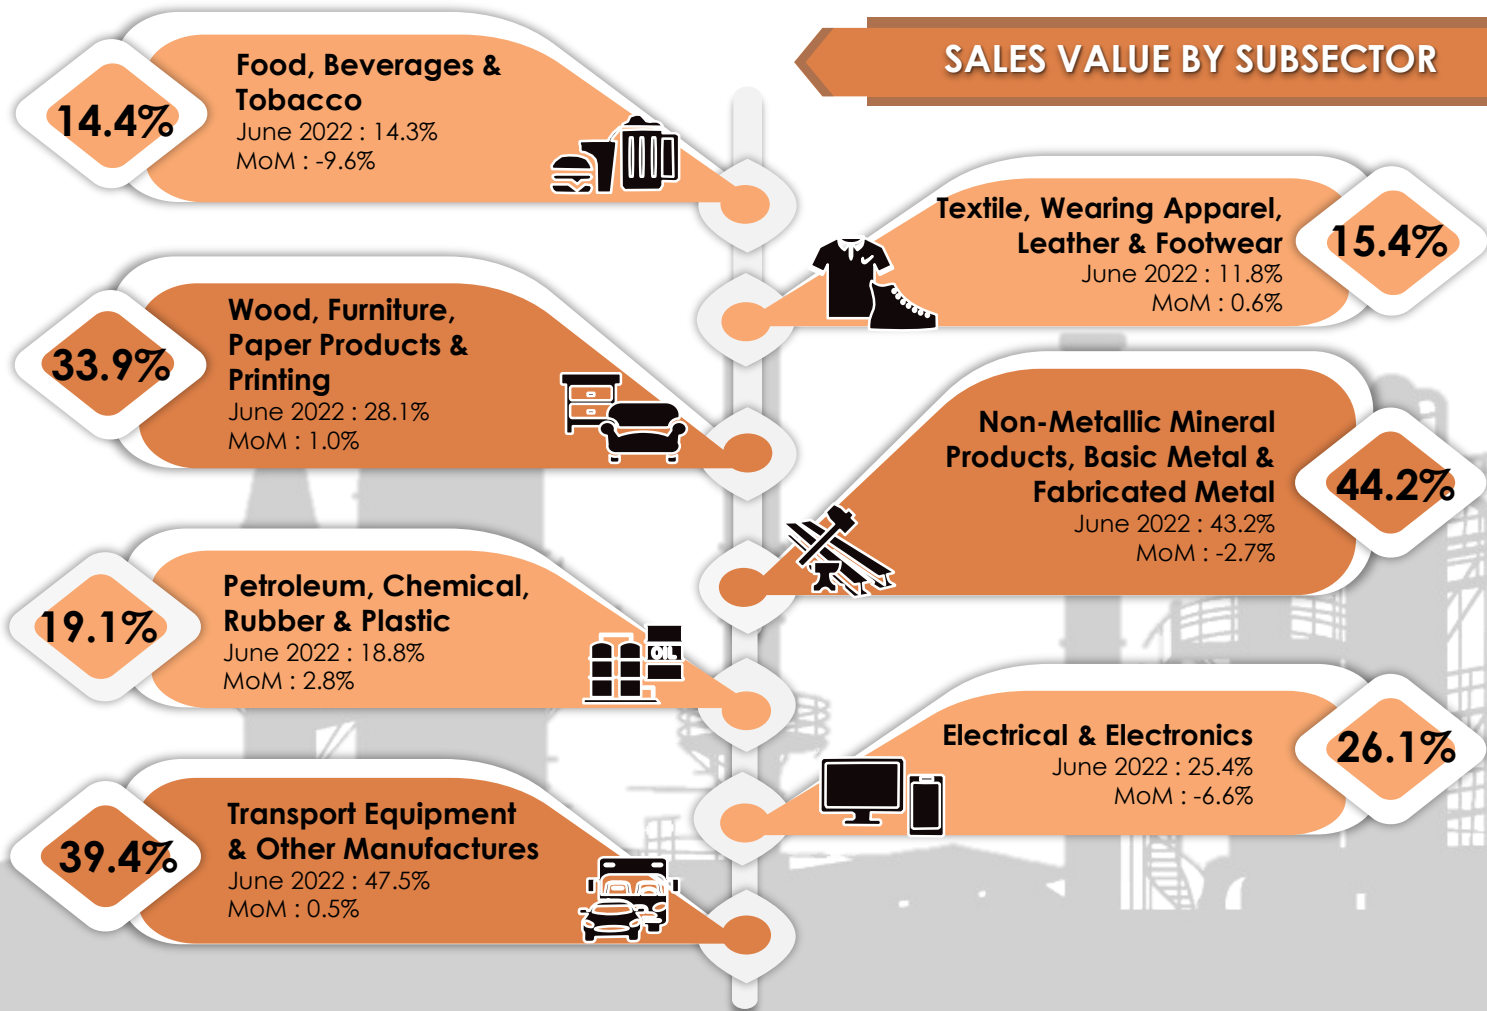 SALES VALUE BY SUBSECTOR
14.4%
Food, Beverages &
Tobacco
June 2022 : 14.3%
MoM : -9.6%
Textile, Wearing Apparel,
Leather & Footwear
June 2022 : 11.8%
MoM : 0.6%
15.4%
33.9%
Wood, Furniture,
Paper Products &
Printing
June 2022 : 28.1%
MoM : 1.0%
Non-Metallic Mineral
Products, Basic Metal &
Fabricated Metal
June 2022 : 43.2%
MoM : -2.7%
44.2%
19.1%
Petroleum, Chemical,
Rubber & Plastic
June 2022 : 18.8%
MoM : 2.8%
OIL
Electrical & Electronics
June 2022 : 25.4%
MoM : -6.6%
26.1%
39.4%
Transport Equipment
& Other Manufactures
June 2022 : 47.5%
MoM : 0.5%